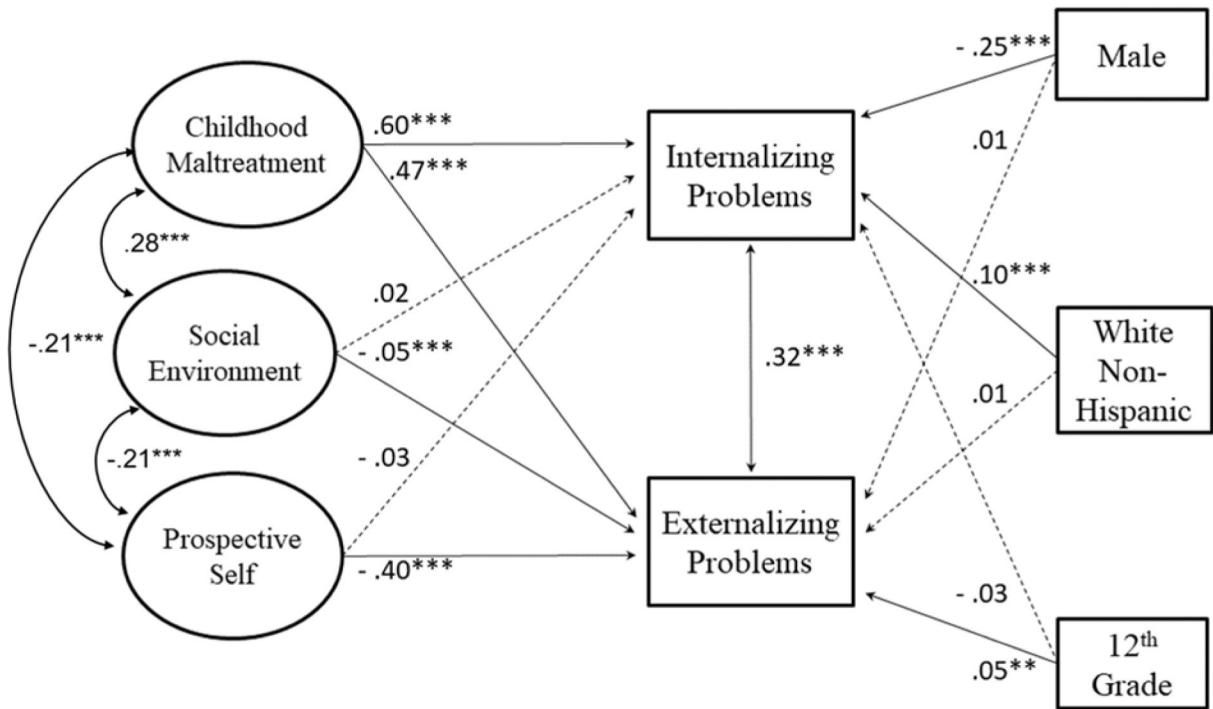 - .25***
Male
Childhood
Maltreatment
.60***
.47***
Internalizing
Problems
.01
.28***
.10***
Social
Environment
.02
- .05***
-.21***
.32***
White
Non-
Hispanic
.01
-.21***
- .03
Prospective
Self
- .40***
Externalizing
Problems
- .03
.05**
12th
Grade